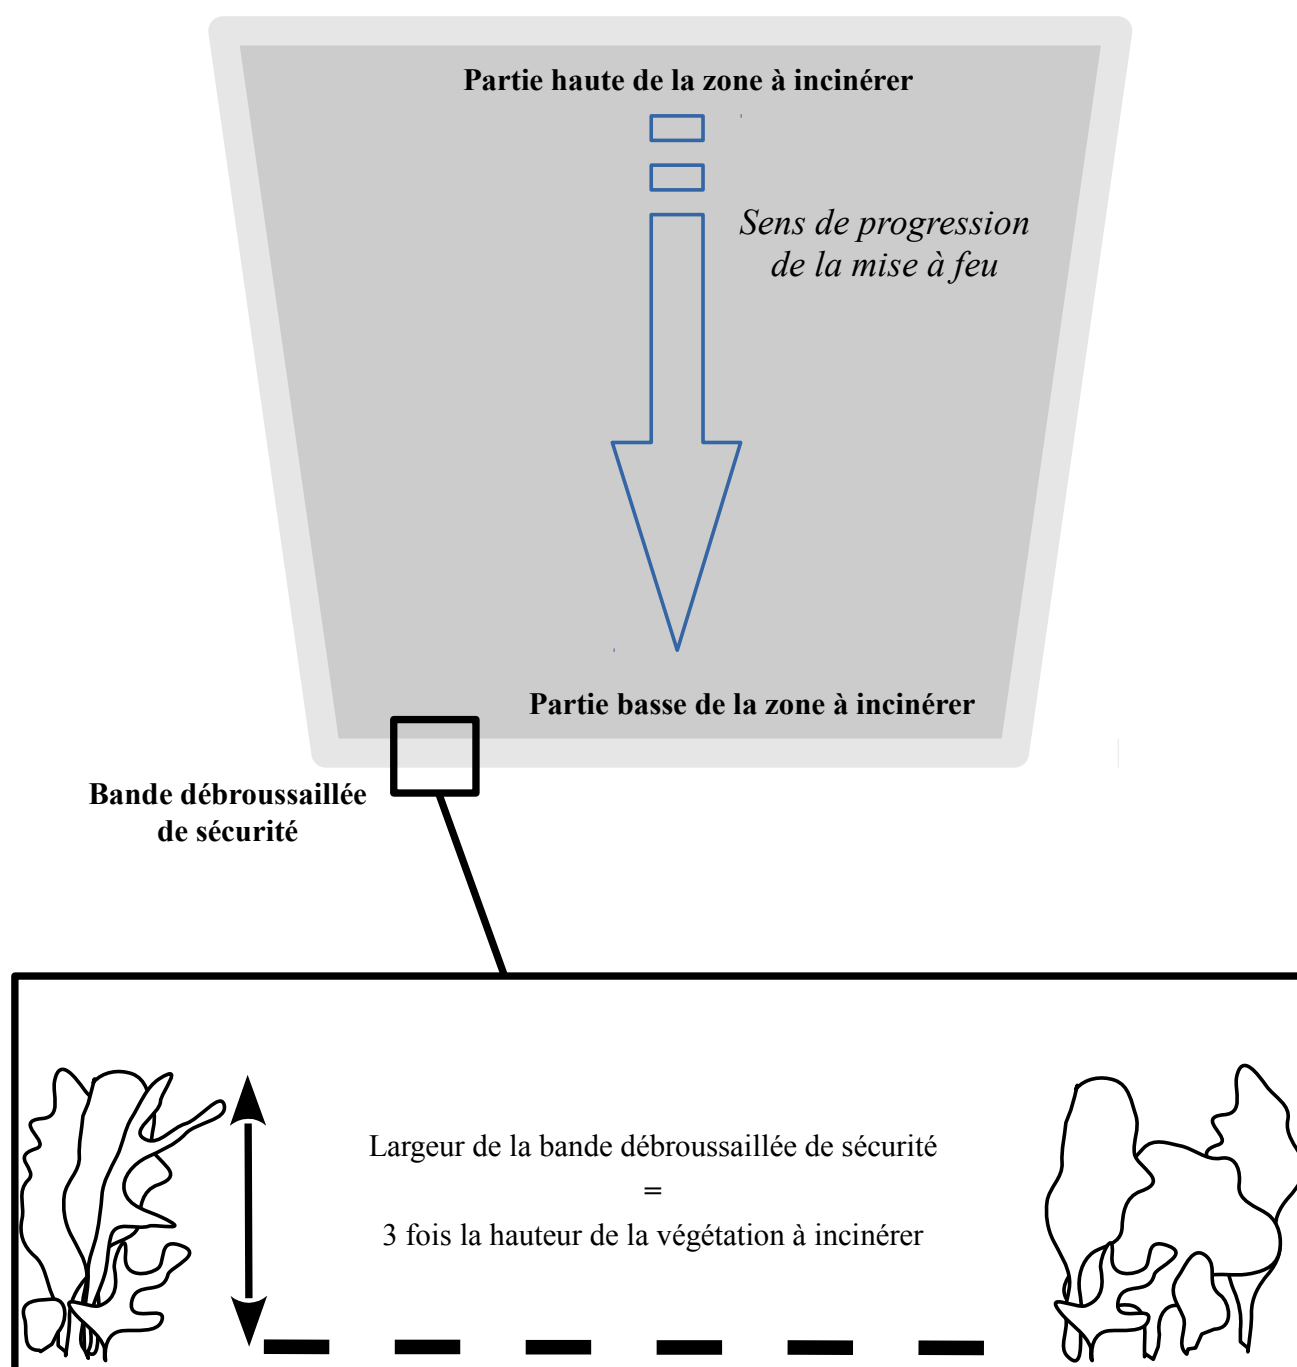 Partie haute de la zone à incinérer
Sens de progression
de la mise à feu
Partie basse de la zone à incinérer
Bande débroussaillée
de sécurité
Largeur de la bande débroussaillée de sécurité
=
3 fois la hauteur de la végétation à incinérer